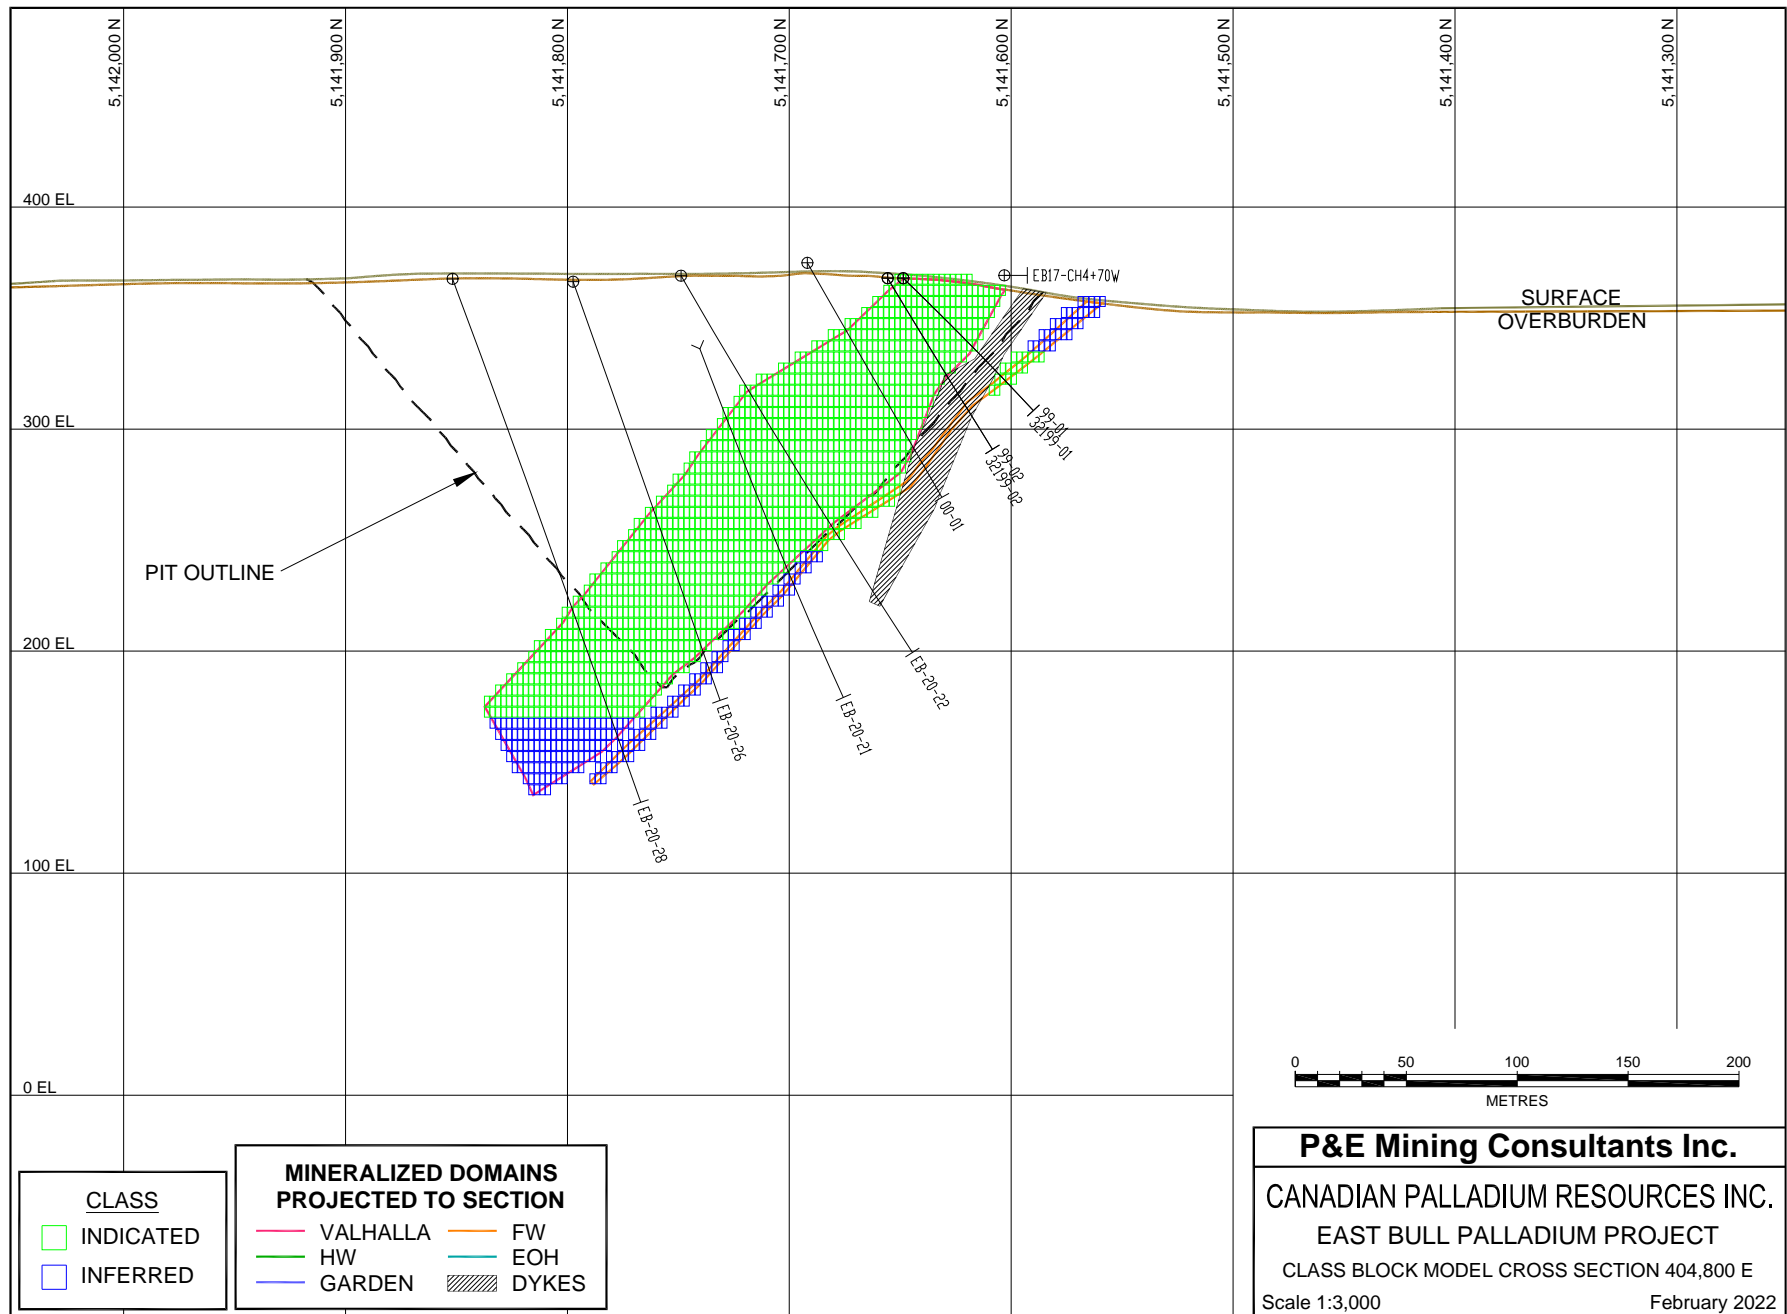 5,142,000 N
5,141,900 N
5,141,800 N
5,141,700 N
5,141,600 N
5,141,500 N
5,141,400 N
5,141,300 N
400 EL
300 EL
200 EL
100 EL
0 EL
EB17-CH4+70W
SURFACE
OVERBURDEN
99-01
32199-01
99-02
32199-02
00-01
EB-20-22
EB-20-21
EB-20-26
EB-20-28
PIT OUTLINE
0 50 100 150 200
METRES
CLASS
INDICATED
INFERRED
MINERALIZED DOMAINS
PROJECTED TO SECTION
VALHALLA FW
HW EOH
GARDEN DYKES
P&E Mining Consultants Inc.
CANADIAN PALLADIUM RESOURCES INC.
EAST BULL PALLADIUM PROJECT
CLASS BLOCK MODEL CROSS SECTION 404,800 E
Scale 1:3,000 February 2022